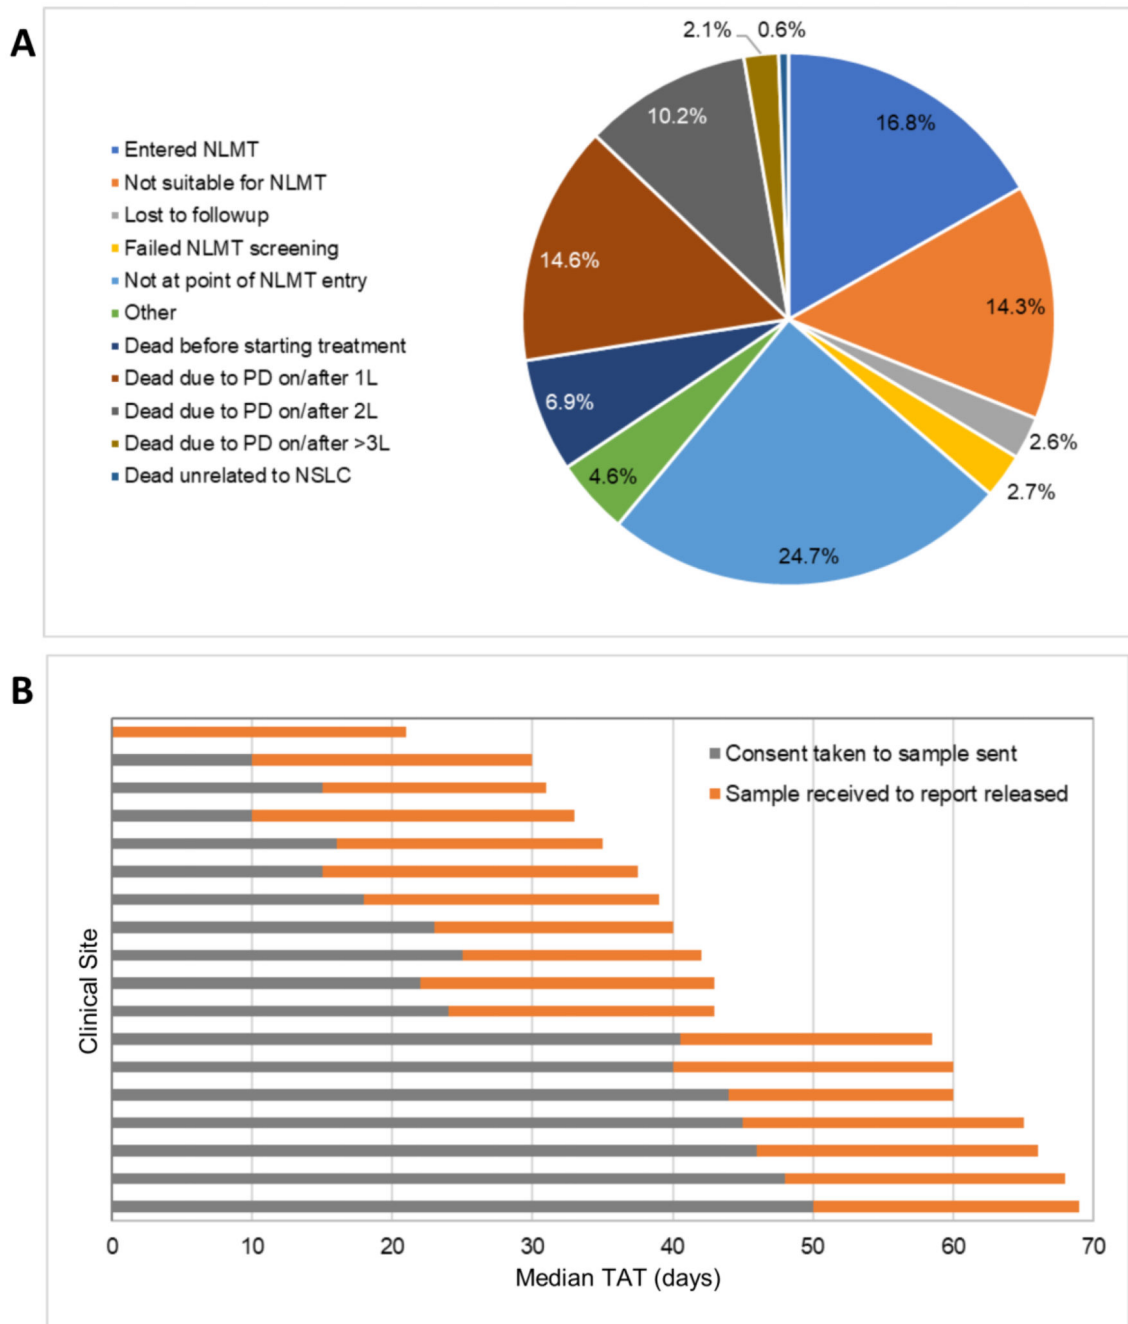 A
2.1% 0.6%
10.2%
16.8%
Entered NLMT
Not suitable for NLMT
Lost to followup
Failed NLMT screening
Not at point of NLMT entry
Other
Dead before starting treatment
Dead due to PD on/after 1L
Dead due to PD on/after 2L
Dead due to PD on/after >3L
Dead unrelated to NSLC
14.6%
14.3%
6.9%
2.6%
4.6%
2.7%
24.7%
B
Consent taken to sample sent
Sample received to report released
Clinical Site
0 10 20 30 40 50 60 70
Median TAT (days)